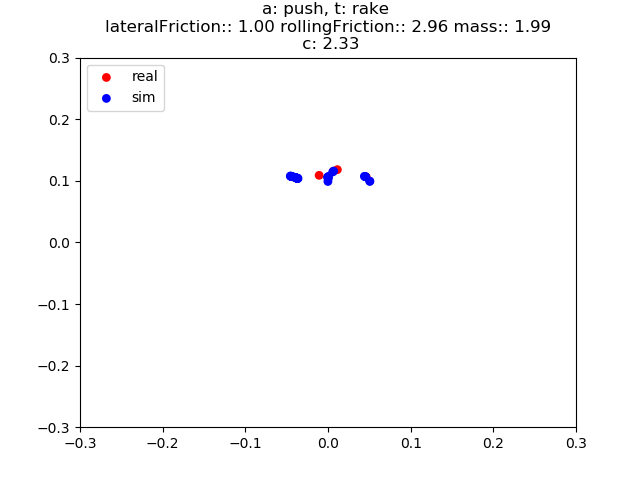 a: push, t: rake
lateralFriction:: 1.00 rollingFriction:: 2.96 mass:: 1.99
c: 2.33
real
sim
0.3
0.2
0.1
0.0
−0.1
−0.2
−0.3
−0.3 −0.2 −0.1 0.0 0.1 0.2 0.3